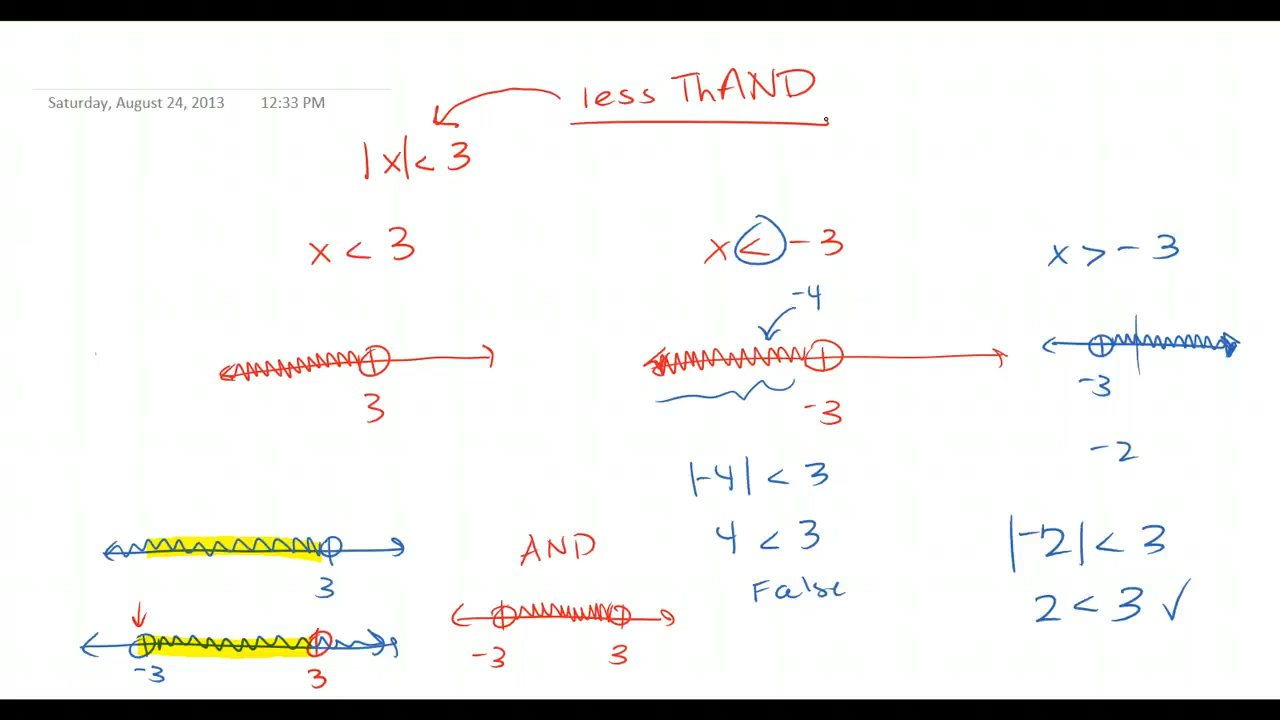 Saturday, August 24, 2013 12:33 PM
less ThAND
|x| < 3
x < 3
x < -3
x > -3
-4
3
-3
-3
-2
|-4| < 3
4 < 3
False
|-2| < 3
2 < 3 ✓
3
AND
-3 3
-3 3